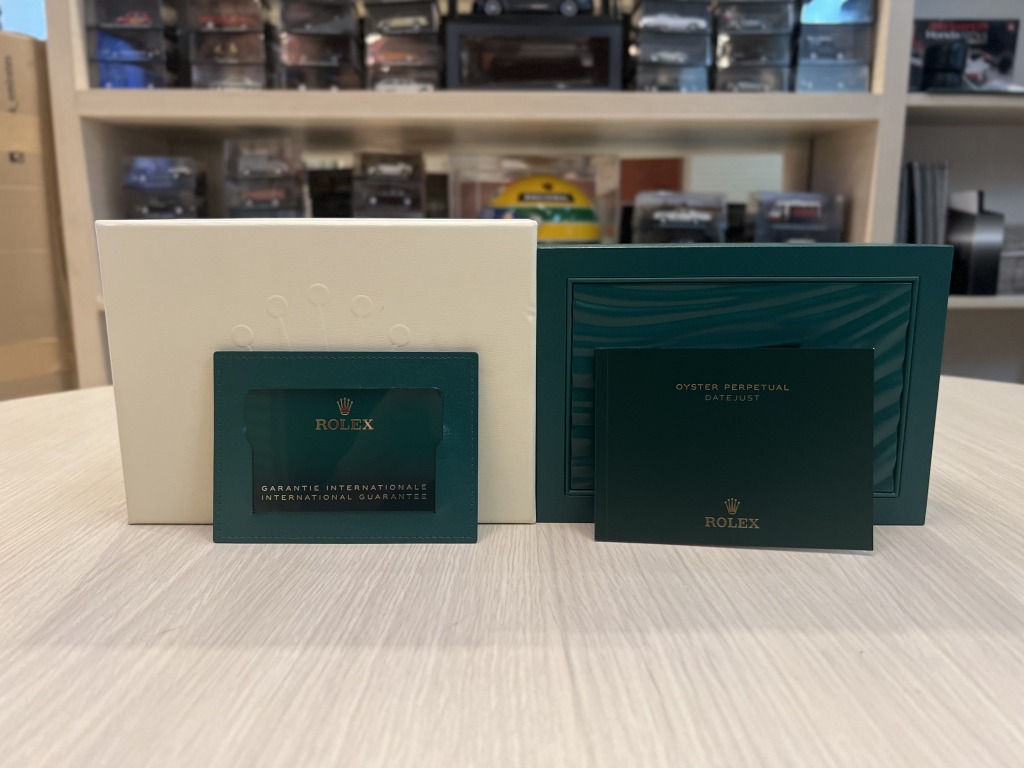 ROLEX
GARANTIE INTERNATIONALE
INTERNATIONAL GUARANTEE
OYSTER PERPETUAL
DATEJUST
ROLEX